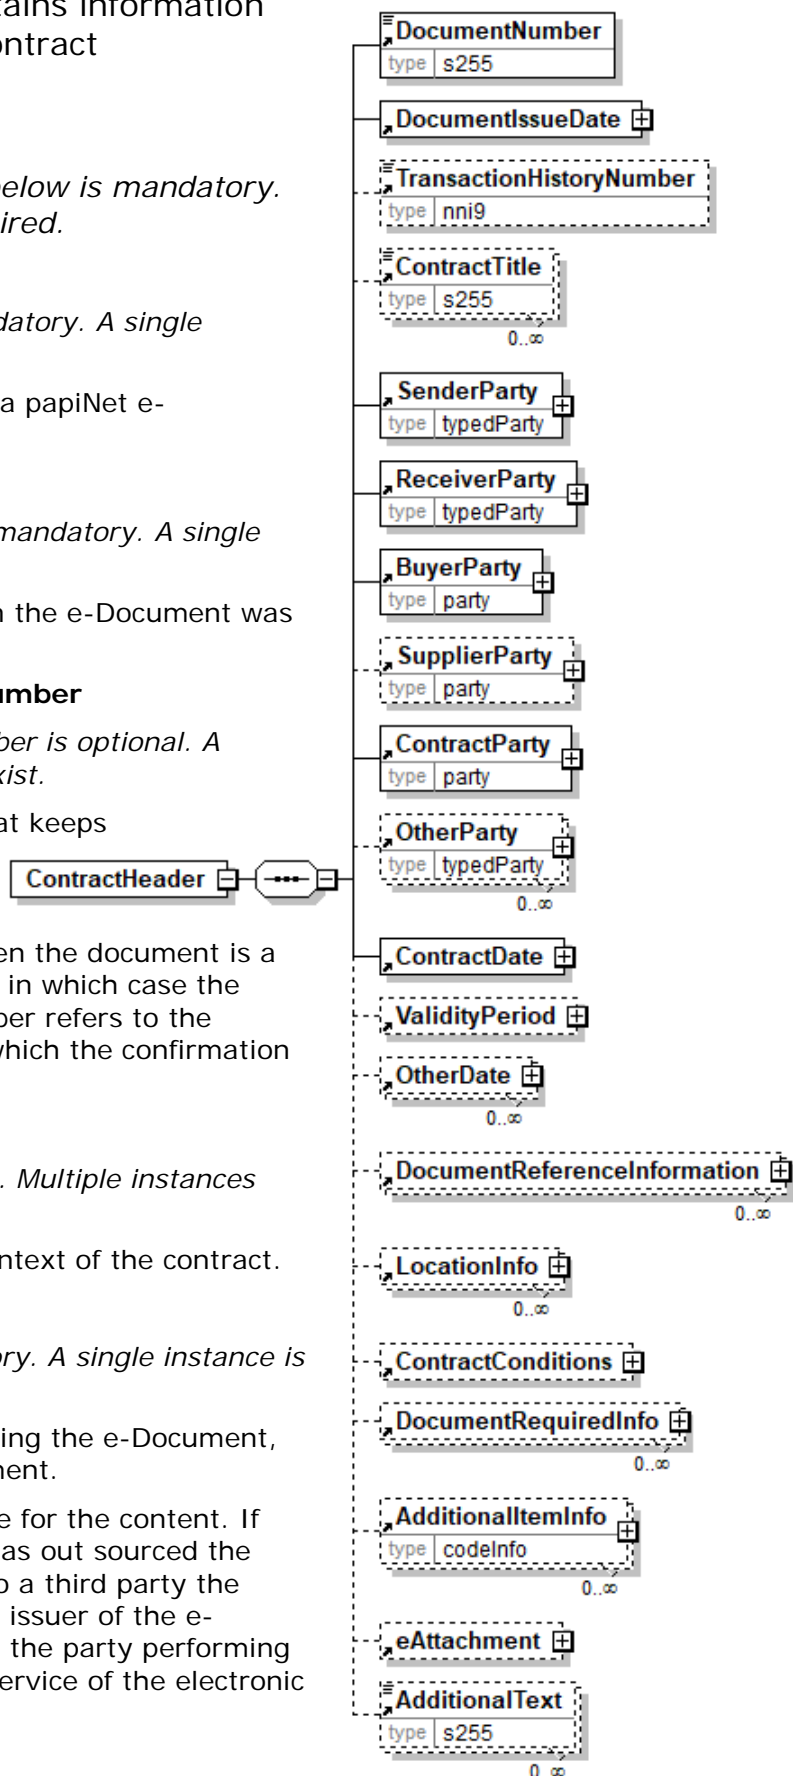 tains information
ontract
elow is mandatory.
ired.
datory. A single
a papiNet e-
mandatory. A single
n the e-Document was
umber
ber is optional. A
xist.
at keeps
en the document is a
in which case the
ber refers to the
which the confirmation
. Multiple instances
ntext of the contract.
ory. A single instance is
ing the e-Document,
ment.
e for the content. If
as out sourced the
o a third party the
issuer of the e-
the party performing
ervice of the electronic
ContractHeader
DocumentNumber
type s255
DocumentIssueDate
TransactionHistoryNumber
type nni9
ContractTitle
type s255
0..∞
SenderParty
type typedParty
ReceiverParty
type typedParty
BuyerParty
type party
SupplierParty
type party
ContractParty
type party
OtherParty
type typedParty
0..∞
ContractDate
ValidityPeriod
OtherDate
0..∞
DocumentReferenceInformation
0..∞
LocationInfo
0..∞
ContractConditions
DocumentRequiredInfo
0..∞
AdditionalItemInfo
type codeInfo
0..∞
eAttachment
AdditionalText
type s255
0..∞